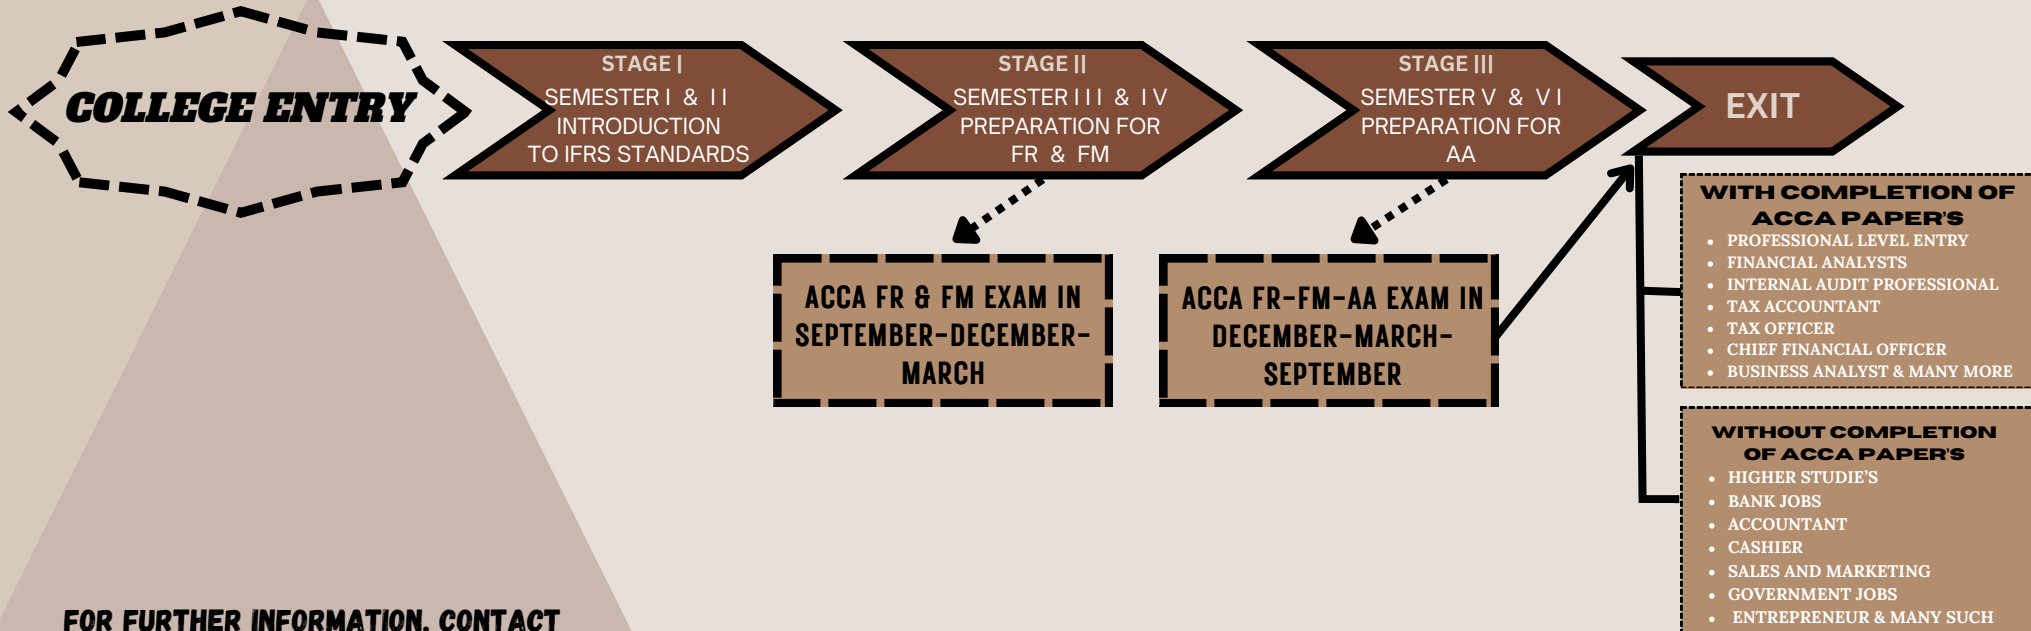 COLLEGE ENTRY
STAGE I
SEMESTER I & II
INTRODUCTION
TO IFRS STANDARDS
STAGE II
SEMESTER III & IV
PREPARATION FOR
FR & FM
STAGE III
SEMESTER V & VI
PREPARATION FOR
AA
EXIT
ACCA FR & FM EXAM IN
SEPTEMBER-DECEMBER-
MARCH
ACCA FR-FM-AA EXAM IN
DECEMBER-MARCH-
SEPTEMBER
WITH COMPLETION OF
ACCA PAPER'S
• PROFESSIONAL LEVEL ENTRY
• FINANCIAL ANALYSTS
• INTERNAL AUDIT PROFESSIONAL
• TAX ACCOUNTANT
• TAX OFFICER
• CHIEF FINANCIAL OFFICER
• BUSINESS ANALYST & MANY MORE
WITHOUT COMPLETION
OF ACCA PAPER'S
• HIGHER STUDIE'S
• BANK JOBS
• ACCOUNTANT
• CASHIER
• SALES AND MARKETING
• GOVERNMENT JOBS
• ENTREPRENEUR & MANY SUCH
FOR FURTHER INFORMATION, CONTACT